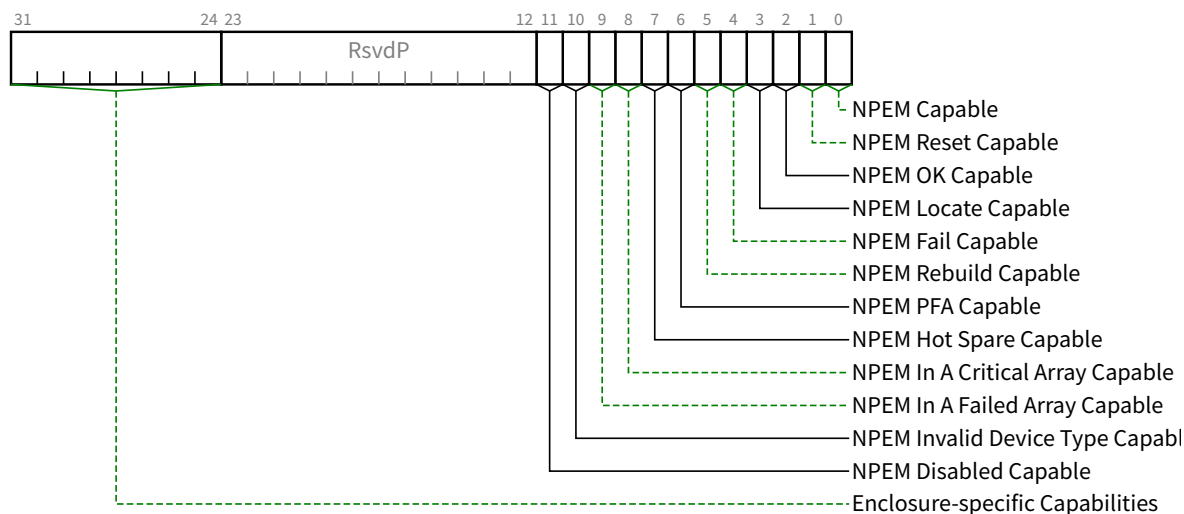 31 24 23 12 11 10 9 8 7 6 5 4 3 2 1 0
RsvdP
NPEM Capable
NPEM Reset Capable
NPEM OK Capable
NPEM Locate Capable
NPEM Fail Capable
NPEM Rebuild Capable
NPEM PFA Capable
NPEM Hot Spare Capable
NPEM In A Critical Array Capable
NPEM In A Failed Array Capable
NPEM Invalid Device Type Capabl
NPEM Disabled Capable
Enclosure-specific Capabilities